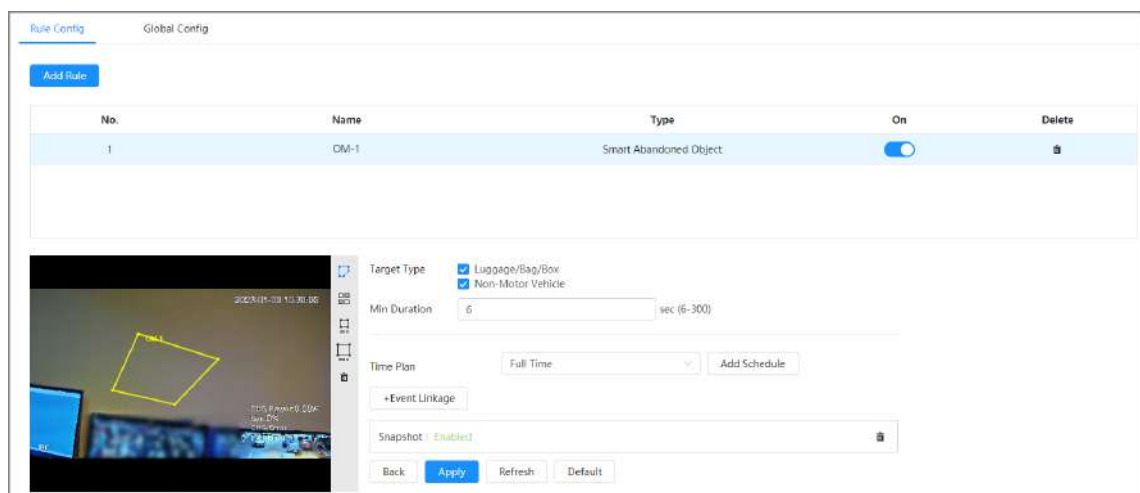 Rule Config Global Config
Add Rule
No. Name Type On Delete
1 OM-1 Smart Abandoned Object
Target Type Luggage/Bag/Box
Non-Motor Vehicle
Min Duration 6 sec (6-300)
Time Plan Full Time Add Schedule
+Event Linkage
Snapshot Enabled
Back Apply Refresh Default